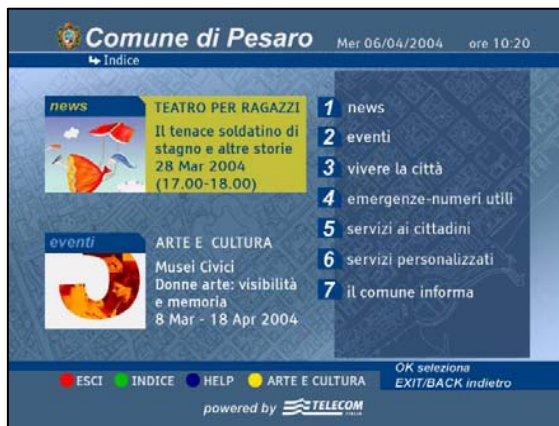 Comune di Pesaro Mer 06/04/2004 ore 10:20
Indice
news
TEATRO PER RAGAZZI
Il tenace soldatino di
stagno e altre storie
28 Mar 2004
(17.00-18.00)
eventi
ARTE E CULTURA
Musei Civici
Donne arte: visibilità
e memoria
8 Mar - 18 Apr 2004
1 news
2 eventi
3 vivere la città
4 emergenze-numeri utili
5 servizi ai cittadini
6 servizi personalizzati
7 il comune informa
ESCI INDICE HELP ARTE E CULTURA
OK seleziona
EXIT/BACK indietro
powered by TELECOM
ITALIA